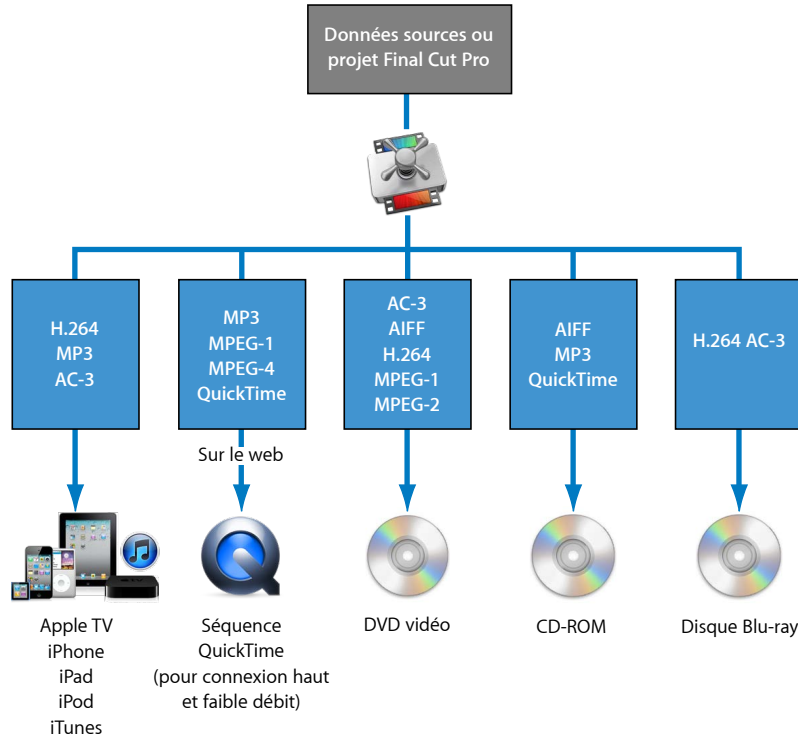 Données sources ou
projet Final Cut Pro
H.264
MP3
AC-3
MP3
MPEG-1
MPEG-4
QuickTime
AC-3
AIFF
H.264
MPEG-1
MPEG-2
AIFF
MP3
QuickTime
H.264 AC-3
Sur le web
Apple TV
iPhone
iPad
iPod
iTunes
Séquence
QuickTime
(pour connexion haut
et faible débit)
DVD vidéo
CD-ROM
Disque Blu-ray